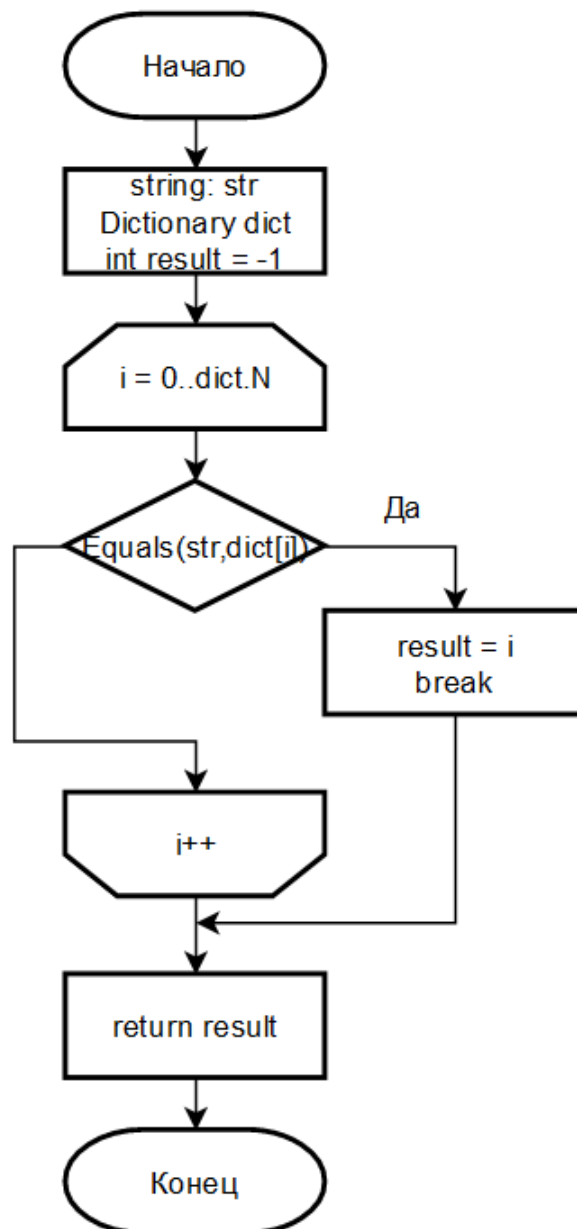 Начало
string: str
Dictionary dict
int result = -1
i = 0..dict.N
Equals(str,dict[i])
Да
result = i
break
i++
return result
Конец